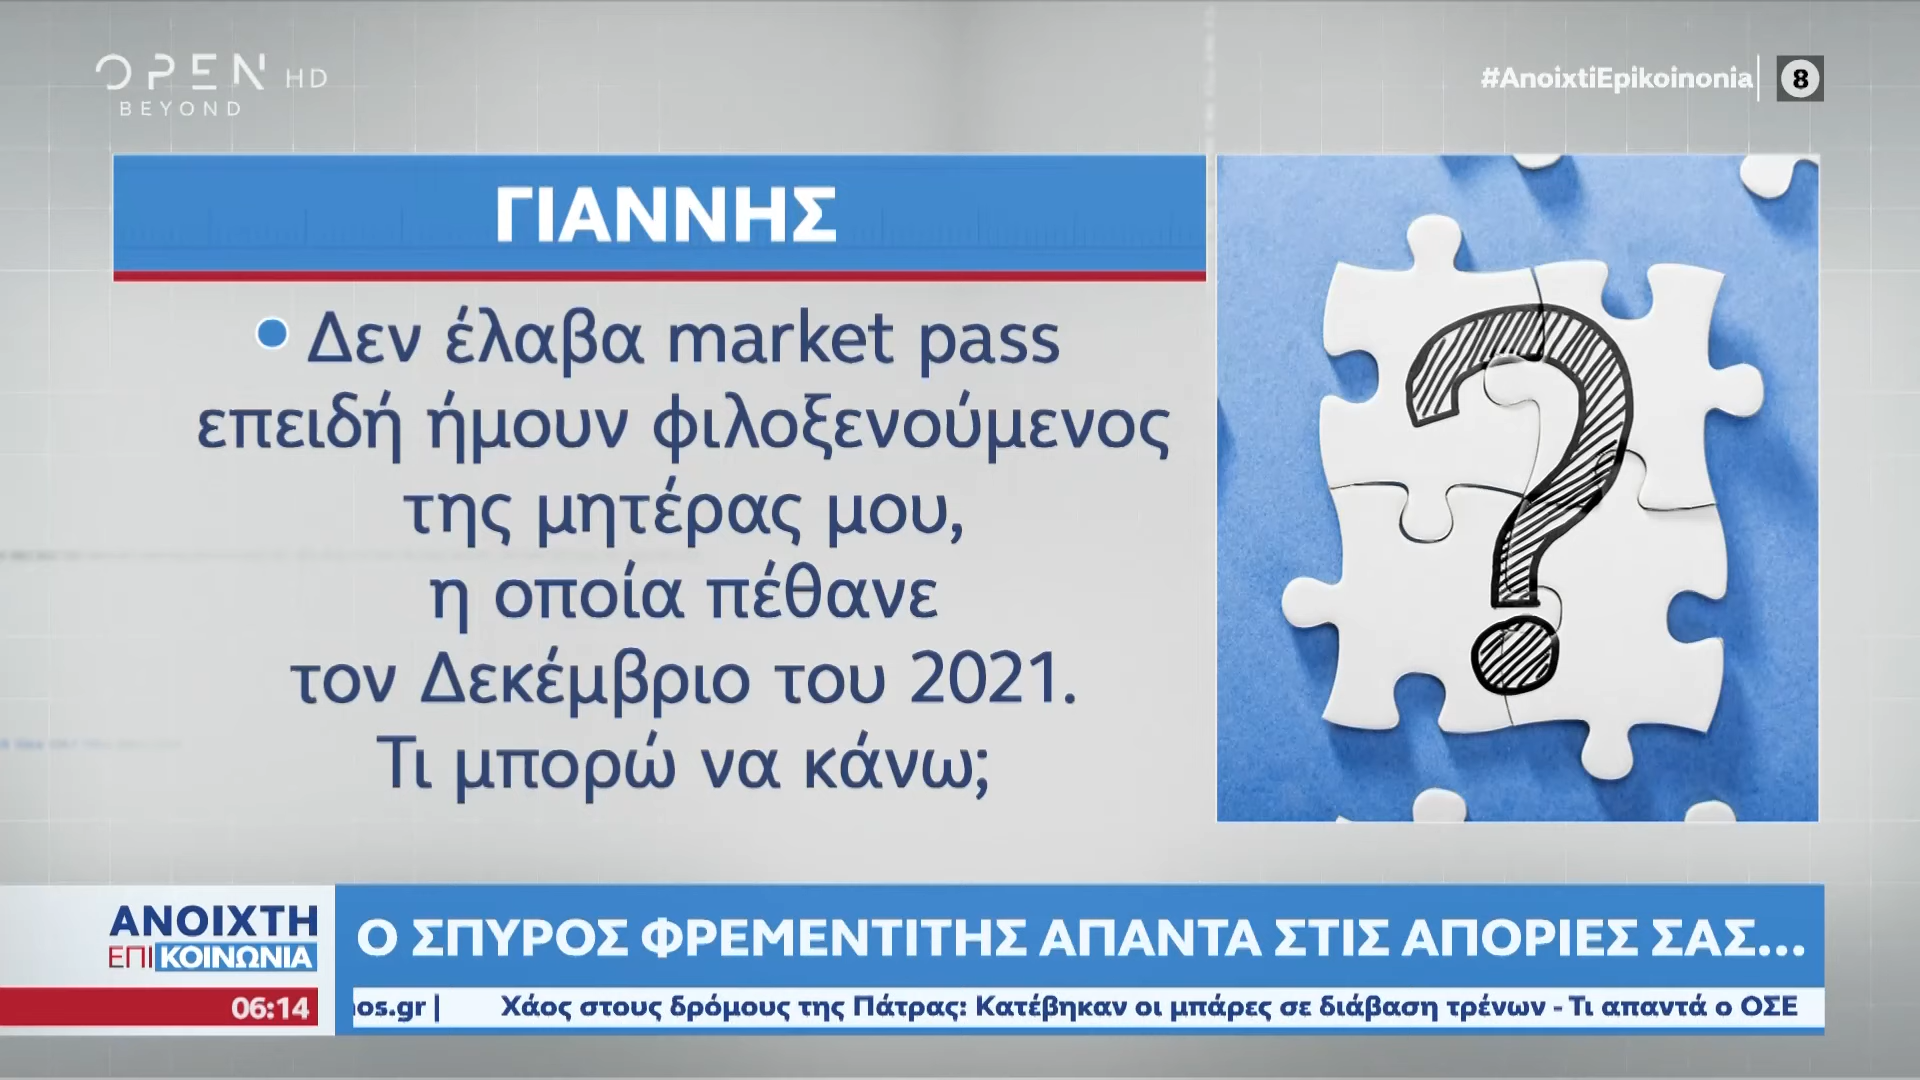 OPEN HD
BEYOND
#AnoixtiEpikoinonia
8
ΓΙΑΝΝΗΣ
• Δεν έλαβα market pass
επειδή ήμουν φιλοξενούμενος
της μητέρας μου,
η οποία πέθανε
τον Δεκέμβριο του 2021.
Τι μπορώ να κάνω;
ΑΝΟΙΧΤΗ
ΕΠΙΚΟΙΝΩΝΙΑ
Ο ΣΠΥΡΟΣ ΦΡΕΜΕΝΤΙΤΗΣ ΑΠΑΝΤΑ ΣΤΙΣ ΑΠΟΡΙΕΣ ΣΑΣ...
06:14
os.gr | Χάος στους δρόμους της Πάτρας: Κατέβηκαν οι μπάρες σε διάβαση τρένων - Τι απαντά ο ΟΣΕ